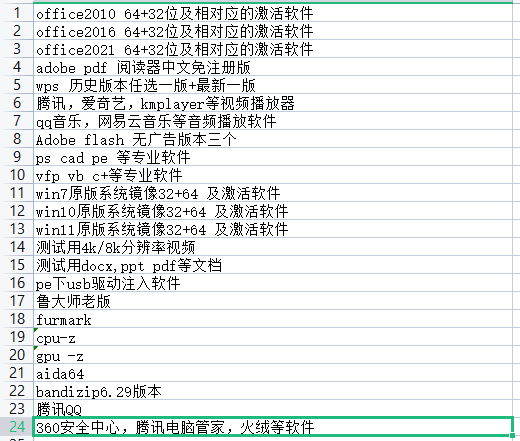 1 office2010 64+32位及相对应的激活软件
2 office2016 64+32位及相对应的激活软件
3 office2021 64+32位及相对应的激活软件
4 adobe pdf 阅读器中文免注册版
5 wps 历史版本任选一版+最新一版
6 腾讯，爱奇艺，kmplayer等视频播放器
7 qq音乐，网易云音乐等音频播放软件
8 Adobe flash 无广告版本三个
9 ps cad pe 等专业软件
10 vfp vb c+等专业软件
11 win7原版系统镜像32+64 及激活软件
12 win10原版系统镜像32+64 及激活软件
13 win11原版系统镜像32+64 及激活软件
14 测试用4k/8k分辨率视频
15 测试用docx,ppt pdf等文档
16 pe下usb驱动注入软件
17 鲁大师老版
18 furmark
19 cpu-z
20 gpu -z
21 aida64
22 bandizip6.29版本
23 腾讯QQ
24 360安全中心，腾讯电脑管家，火绒等软件